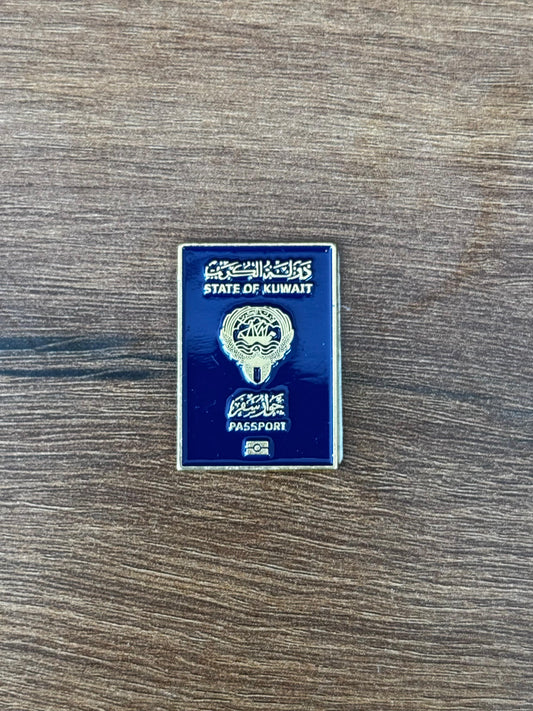 دولة الكويت
STATE OF KUWAIT
جواز سفر
PASSPORT